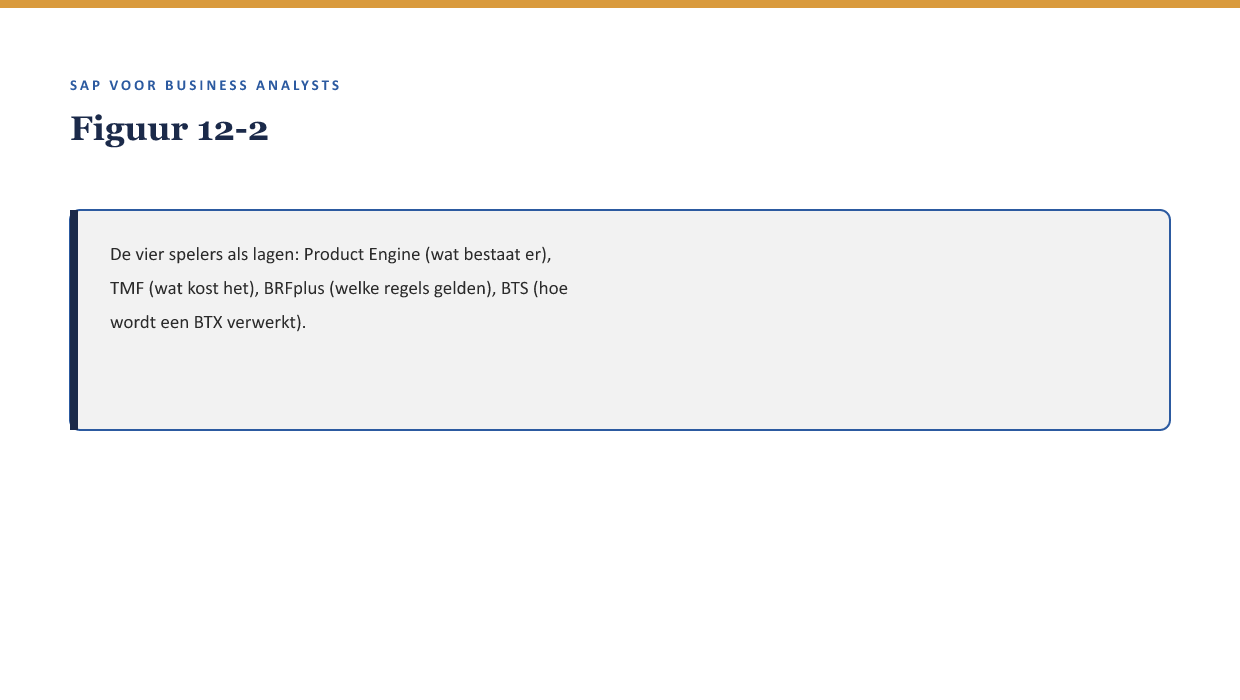 SAP VOOR BUSINESS ANALYSTS
Figuur 12-2
De vier spelers als lagen: Product Engine (wat bestaat er),
TMF (wat kost het), BRFplus (welke regels gelden), BTS (hoe
wordt een BTX verwerkt).